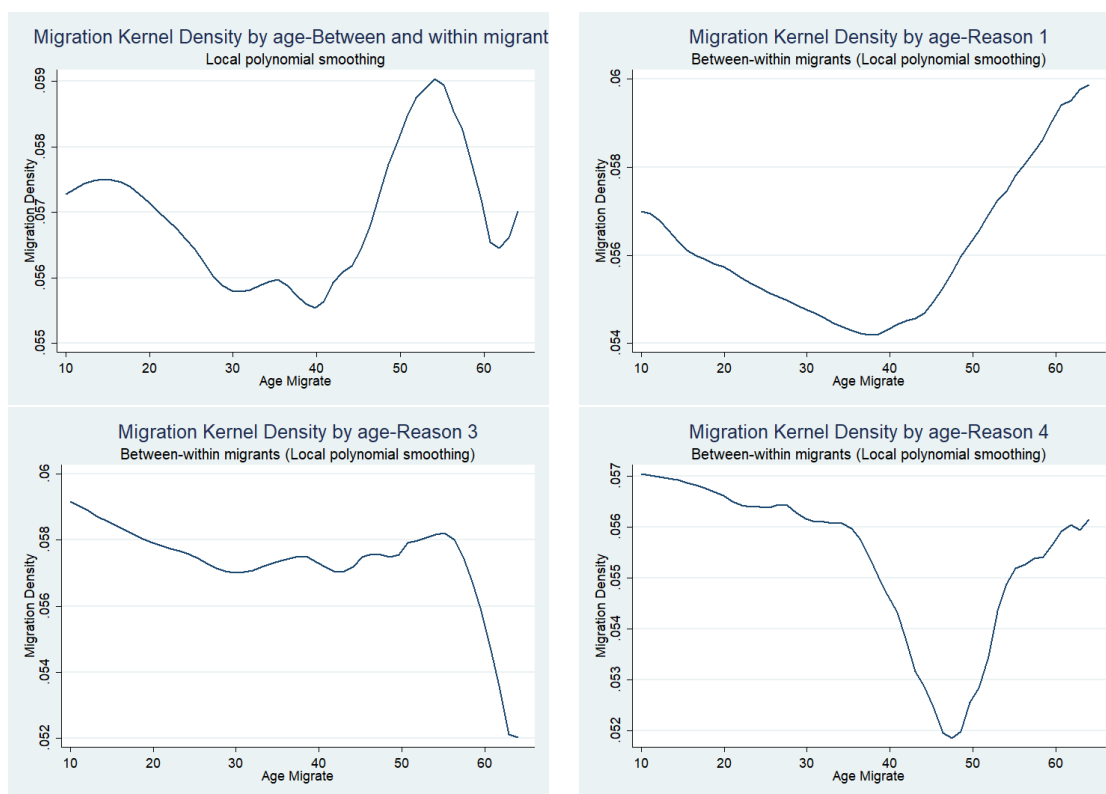 Migration Kernel Density by age-Between and within migrant
Local polynomial smoothing
Migration Density
.059
.058
.057
.056
.055
10 20 30 40 50 60
Age Migrate
Migration Kernel Density by age-Reason 1
Between-within migrants (Local polynomial smoothing)
Migration Density
.06
.058
.056
.054
10 20 30 40 50 60
Age Migrate
Migration Kernel Density by age-Reason 3
Between-within migrants (Local polynomial smoothing)
Migration Density
.06
.058
.056
.054
.052
10 20 30 40 50 60
Age Migrate
Migration Kernel Density by age-Reason 4
Between-within migrants (Local polynomial smoothing)
Migration Density
.057
.056
.055
.054
.053
.052
10 20 30 40 50 60
Age Migrate